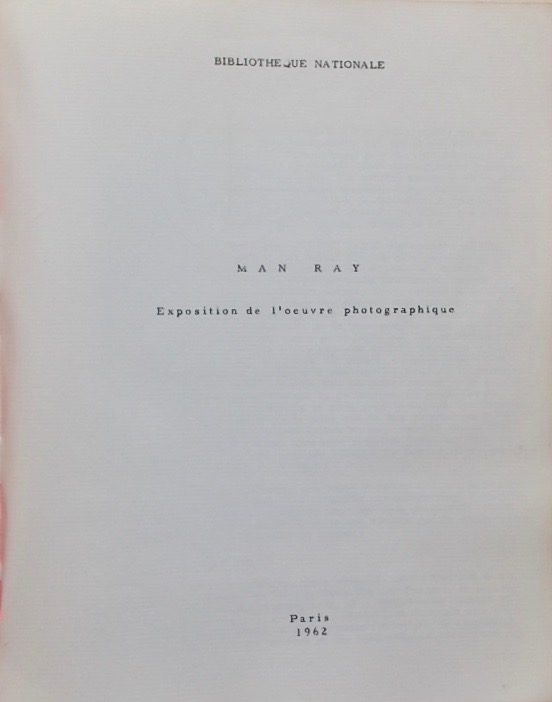 BIBLIOTHEQUE NATIONALE
MAN RAY
Exposition de l'oeuvre photographique
Paris
1962